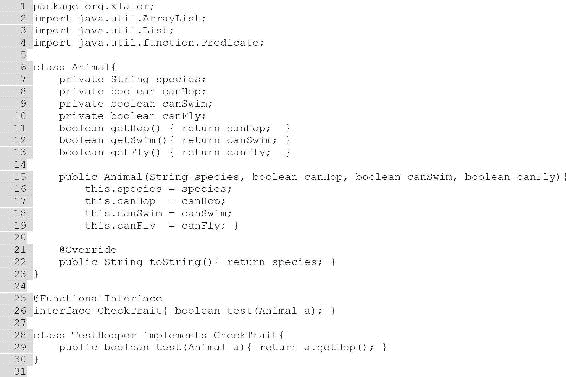 1 package org.xlator;
2 import java.util.ArrayList;
3 import java.util.List;
4 import java.util.function.Predicate;
5
6 class Animal{
7 private String species;
8 private boolean canHop;
9 private boolean canSwim;
10 private boolean canFly;
11 boolean getHop() { return canHop; }
12 boolean getSwim(){ return canSwim; }
13 boolean getFly() { return canFly; }
14
15 public Animal(String species, boolean canHop, boolean canSwim, boolean canFly){
16 this.species = species;
17 this.canHop = canHop;
18 this.canSwim = canSwim;
19 this.canFly = canFly; }
20
21 @Override
22 public String toString(){ return species; }
23 }
24
25 @FunctionalInterface
26 interface CheckTrait{ boolean test(Animal a); }
27
28 class TestHopper implements CheckTrait{
29 public boolean test(Animal a){ return a.getHop(); }
30 }
31